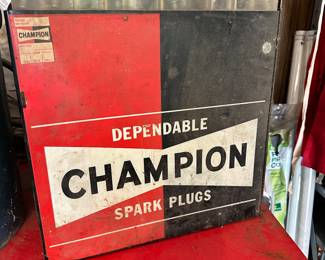 CHAMPION
DEPENDABLE
CHAMPION
SPARK PLUGS